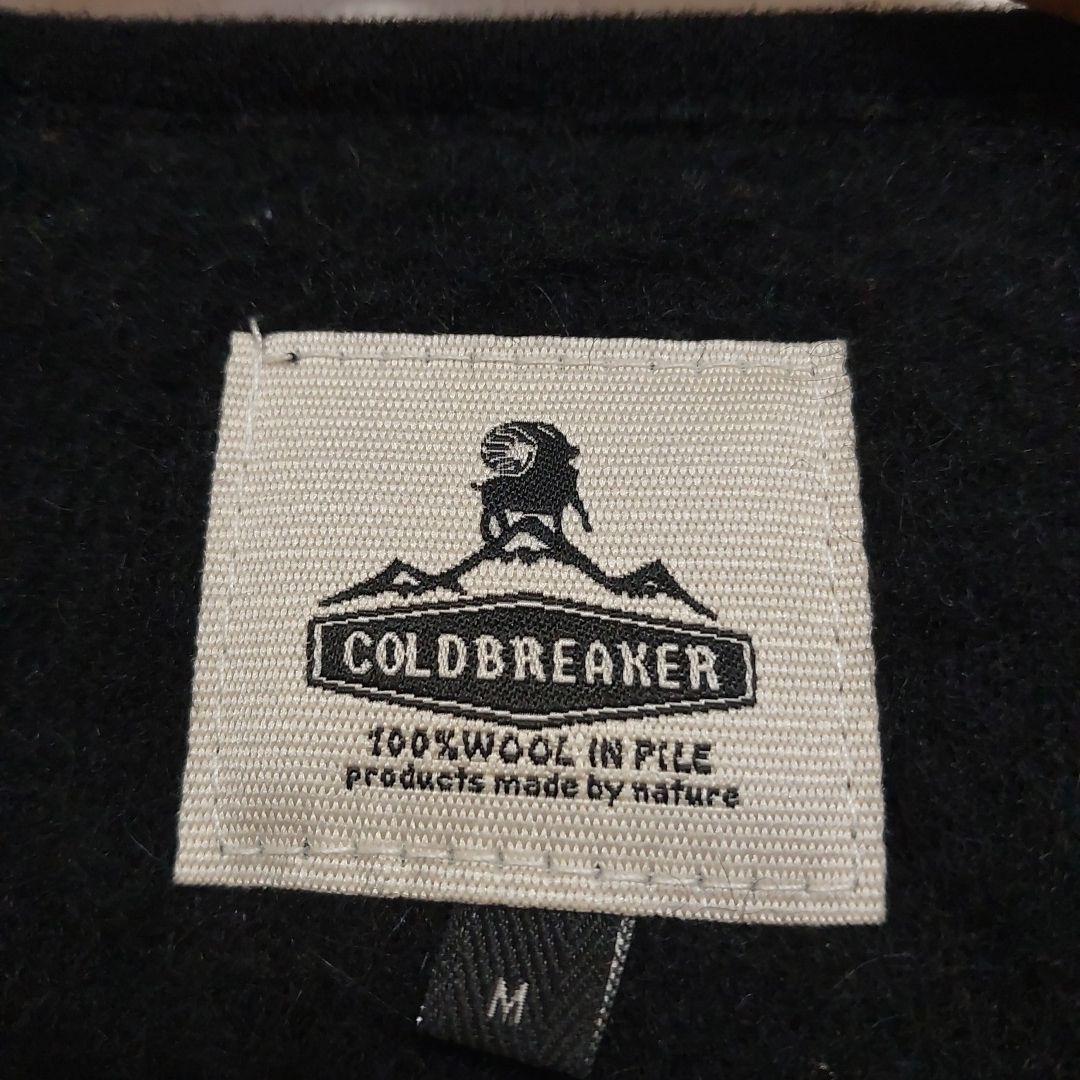 COLDBREAKER
100%WOOL IN PILE
products made by nature
M